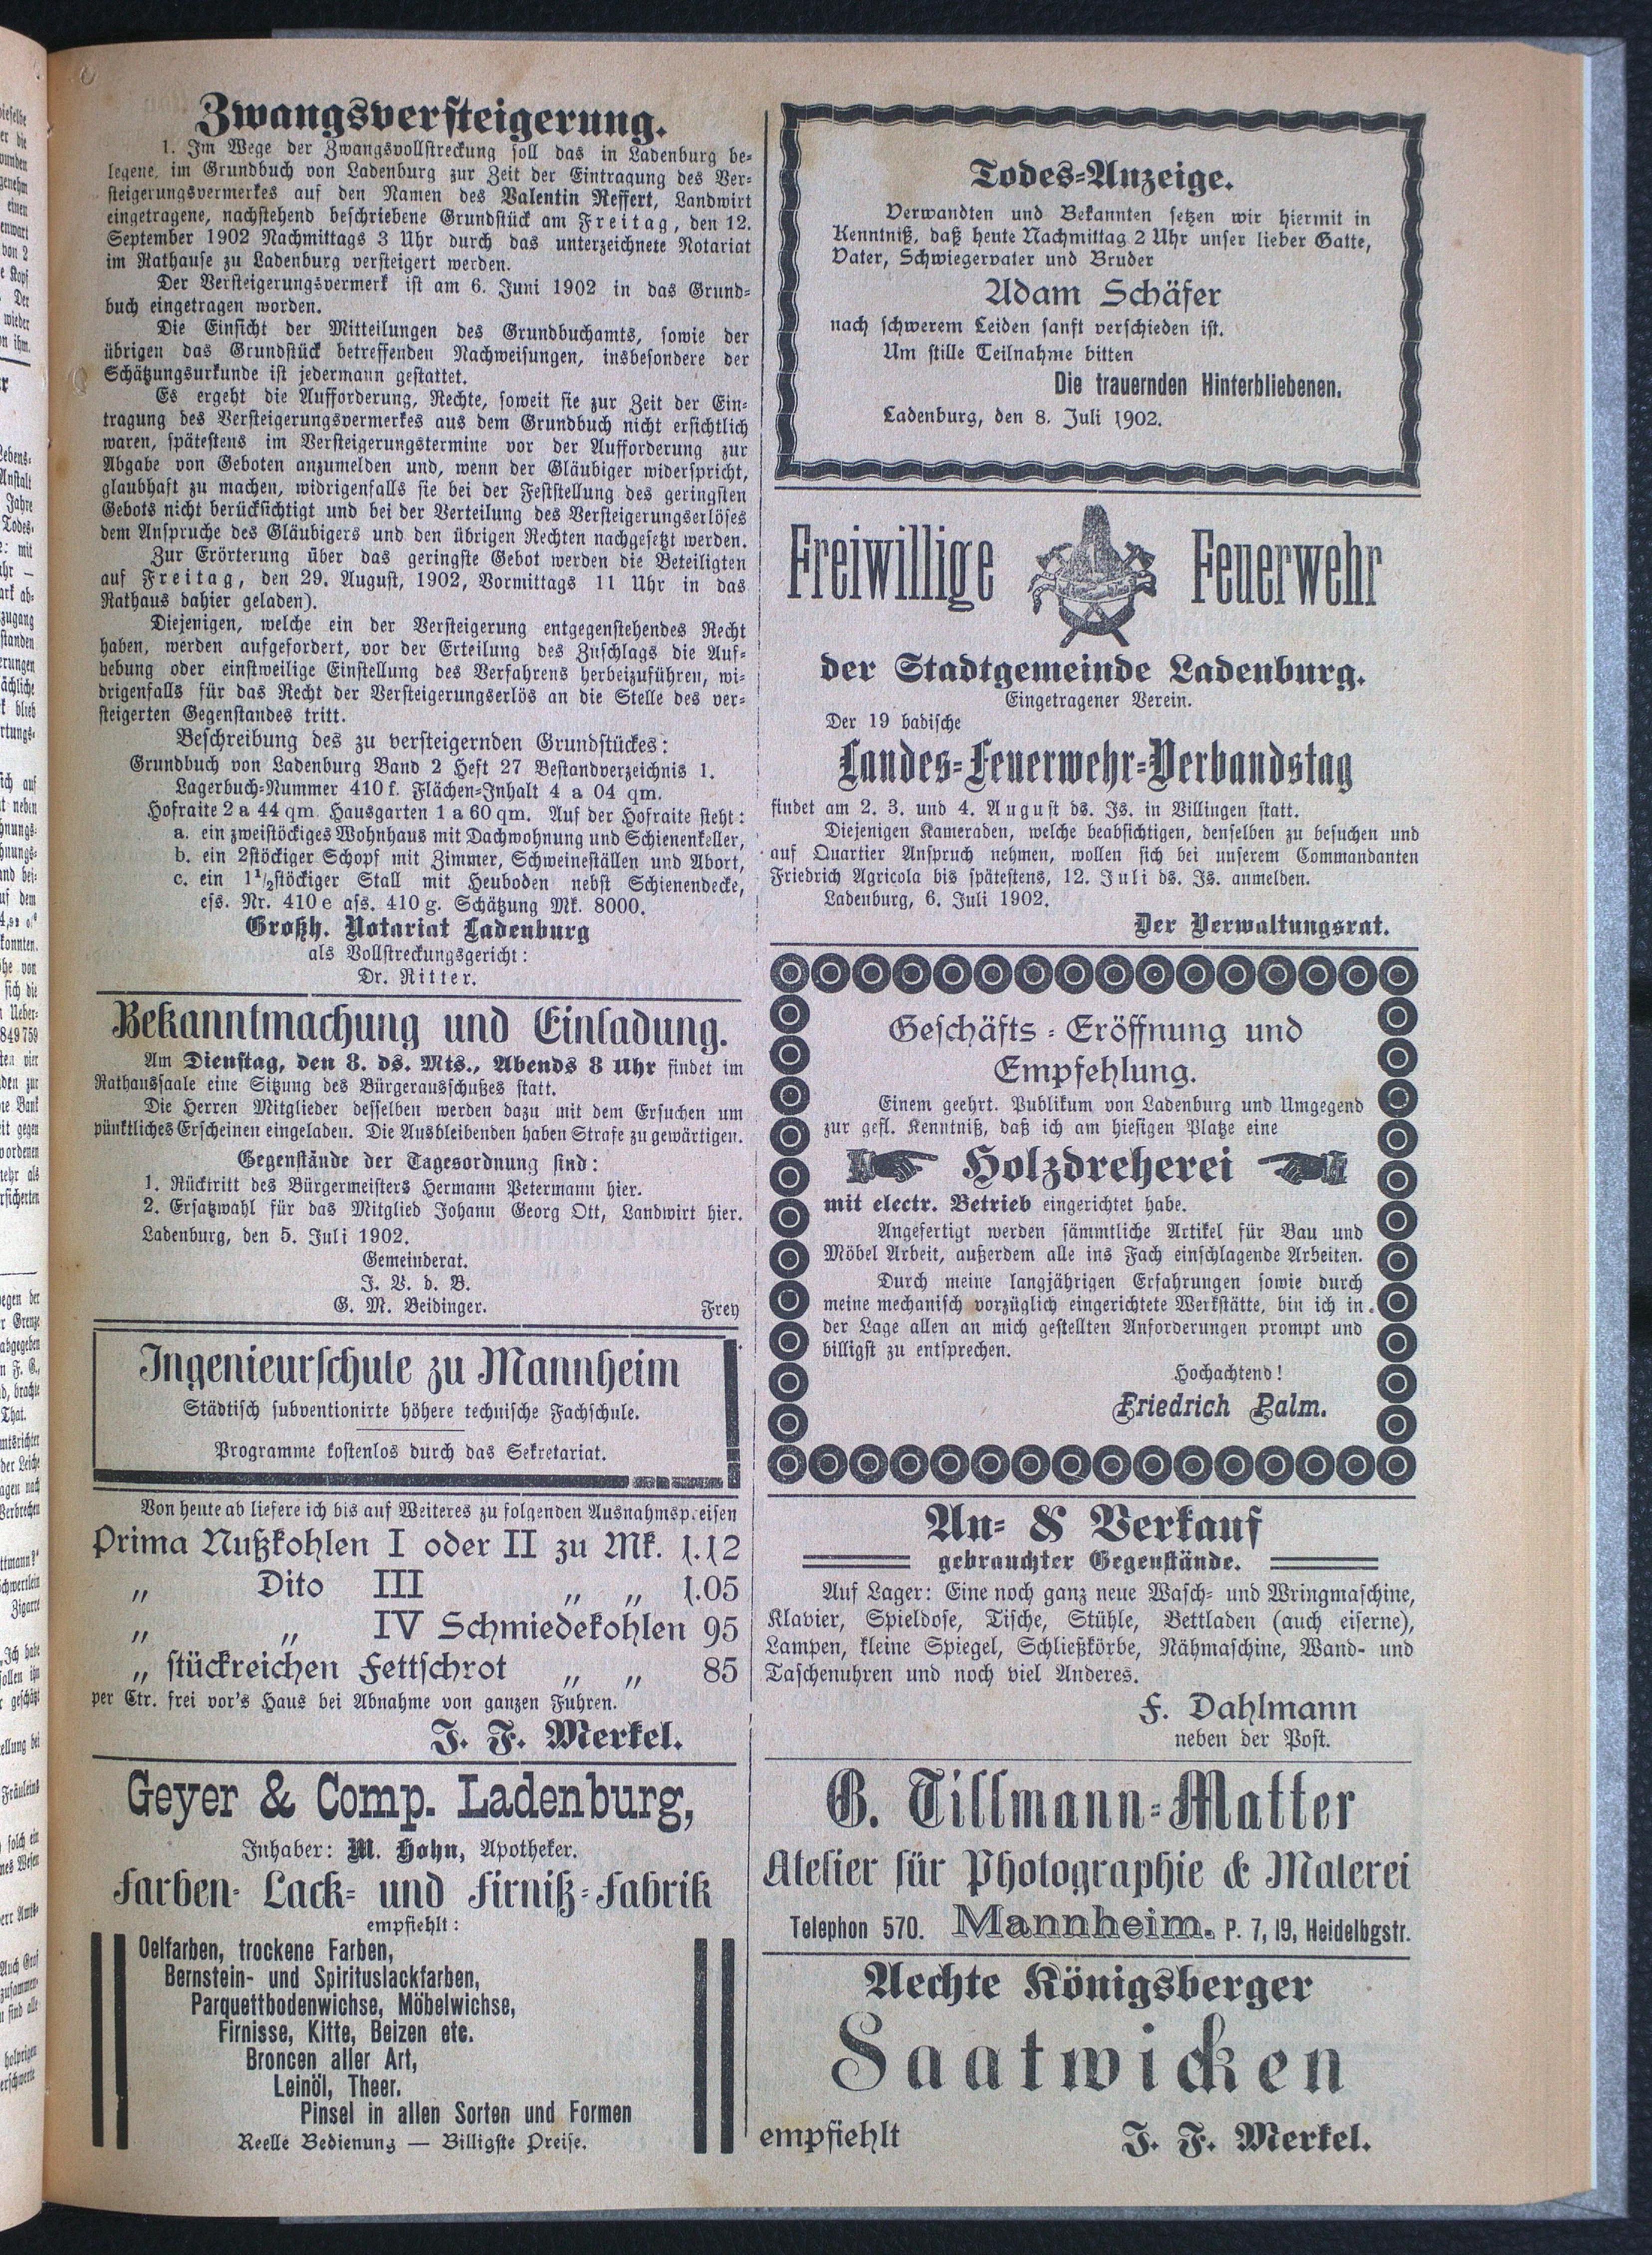 Zwangsversteigerung.
1. Im Wege der Zwangsvollstreckung soll das in Ladenburg be-
legene, im Grundbuch von Ladenburg zur Zeit der Eintragung des Ver-
steigerungsvermerkes auf den Namen des Valentin Reffert, Landwirt
eingetragene, nachstehend beschriebene Grundstück am Freitag, den 12.
September 1902 Nachmittags 3 Uhr durch das unterzeichnete Notariat
im Rathause zu Ladenburg versteigert werden.
Der Versteigerungsvermerk ist am 6. Juni 1902 in das Grund-
buch eingetragen worden.
Die Einsicht der Mitteilungen des Grundbuchamts, sowie der
übrigen das Grundstück betreffenden Nachweisungen, insbesondere der
Schätzungsurkunde ist jedermann gestattet.
Es ergeht die Aufforderung, Rechte, soweit sie zur Zeit der Ein-
tragung des Versteigerungsvermerkes aus dem Grundbuch nicht ersichtlich
waren, spätestens im Versteigerungstermine vor der Aufforderung zur
Abgabe von Geboten anzumelden und, wenn der Gläubiger widerspricht,
glaubhaft zu machen, widrigenfalls sie bei der Feststellung des geringsten
Gebots nicht berücksichtigt und bei der Verteilung des Versteigerungserlöses
dem Anspruche des Gläubigers und den übrigen Rechten nachgesetzt werden.
Zur Erörterung über das geringste Gebot werden die Beteiligten
auf Freitag, den 29. August, 1902, Vormittags 11 Uhr in das
Rathaus dahier geladen).
Diejenigen, welche ein der Versteigerung entgegenstehendes Recht
haben, werden aufgefordert, vor der Erteilung des Zuschlags die Auf-
hebung oder einstweilige Einstellung des Verfahrens herbeizuführen, wi-
drigenfalls für das Recht der Versteigerungserlös an die Stelle des ver-
steigerten Gegenstandes tritt.
Beschreibung des zu versteigernden Grundstückes:
Grundbuch von Ladenburg Band 2 Heft 27 Bestandverzeichnis 1.
Lagerbuch-Nummer 410 f. Flächen-Inhalt 4 a 04 qm.
Hofraite 2 a 44 qm. Hausgarten 1 a 60 qm. Auf der Hofraite steht:
a. ein zweistöckiges Wohnhaus mit Dachwohnung und Schienenkeller,
b. ein 2stöckiger Schopf mit Zimmer, Schweineställen und Abort,
c. ein 1 1/2stöckiger Stall mit Heuboden nebst Schienendecke,
efs. Nr. 410 e afs. 410 g. Schätzung Mk. 8000.
Großh. Notariat Ladenburg
als Vollstreckungsgericht:
Dr. Ritter.
Bekanntmachung und Einladung.
Am Dienstag, den 8. ds. Mts., Abends 8 Uhr findet im
Rathaussaale eine Sitzung des Bürgerausschußes statt.
Die Herren Mitglieder desselben werden dazu mit dem Ersuchen um
pünktliches Erscheinen eingeladen. Die Ausbleibenden haben Strafe zu gewärtigen.
Gegenstände der Tagesordnung sind:
1. Rücktritt des Bürgermeisters Hermann Petermann hier.
2. Ersatzwahl für das Mitglied Johann Georg Ott, Landwirt hier.
Ladenburg, den 5. Juli 1902.
Gemeinderat.
J. V. d. B.
G. M. Beidinger. Frey
Ingenieurschule zu Mannheim
Städtisch subventionirte höhere technische Fachschule.
Programme kostenlos durch das Sekretariat.
Von heute ab liefere ich bis auf Weiteres zu folgenden Ausnahmspreisen
Prima Nußkohlen I oder II zu Mk. 1.12
„ Dito III „ „ 1.05
„ „ IV Schmiedekohlen 95
„ stückreichen Fettschrot „ „ 85
per Ctr. frei vor's Haus bei Abnahme von ganzen Fuhren.
J. F. Merkel.
Geyer & Comp. Ladenburg,
Inhaber: M. Hohn, Apotheker.
Farben- Lack- und Firniß-Fabrik
empfiehlt:
Oelfarben, trockene Farben,
Bernstein- und Spirituslackfarben,
Parquettbodenwichse, Möbelwichse,
Firnisse, Kitte, Beizen etc.
Broncen aller Art,
Leinöl, Theer.
Pinsel in allen Sorten und Formen
Reelle Bedienung — Billigste Preise.
Todes-Anzeige.
Verwandten und Bekannten setzen wir hiermit in
Kenntniß, daß heute Nachmittag 2 Uhr unser lieber Gatte,
Vater, Schwiegervater und Bruder
Adam Schäfer
nach schwerem Leiden sanft verschieden ist.
Um stille Teilnahme bitten
Die trauernden Hinterbliebenen.
Ladenburg, den 8. Juli 1902.
Freiwillige Feuerwehr
der Stadtgemeinde Ladenburg.
Eingetragener Verein.
Der 19 badische
Landes-Feuerwehr-Verbandstag
findet am 2. 3. und 4. August ds. Js. in Villingen statt.
Diejenigen Kameraden, welche beabsichtigen, denselben zu besuchen und
auf Quartier Anspruch nehmen, wollen sich bei unserem Commandanten
Friedrich Agricola bis spätestens, 12. Juli ds. Js. anmelden.
Ladenburg, 6. Juli 1902.
Der Verwaltungsrat.
Geschäfts-Eröffnung und
Empfehlung.
Einem geehrt. Publikum von Ladenburg und Umgegend
zur gefl. Kenntniß, daß ich am hiesigen Platze eine
Holzdreherei
mit electr. Betrieb eingerichtet habe.
Angefertigt werden sämmtliche Artikel für Bau und
Möbel Arbeit, außerdem alle ins Fach einschlagende Arbeiten.
Durch meine langjährigen Erfahrungen sowie durch
meine mechanisch vorzüglich eingerichtete Werkstätte, bin ich in
der Lage allen an mich gestellten Anforderungen prompt und
billigst zu entsprechen.
Hochachtend!
Friedrich Palm.
An- & Verkauf
gebrauchter Gegenstände.
Auf Lager: Eine noch ganz neue Wasch- und Wringmaschine,
Klavier, Spieldose, Tische, Stühle, Bettladen (auch eiserne),
Lampen, kleine Spiegel, Schließkörbe, Nähmaschine, Wand- und
Taschenuhren und noch viel Anderes.
F. Dahlmann
neben der Post.
G. Tillmann-Matter
Atelier für Photographie & Malerei
Telephon 570. Mannheim. P. 7, 19, Heidelbgstr.
Aechte Königsberger
Saatwicken
empfiehlt J. F. Merkel.